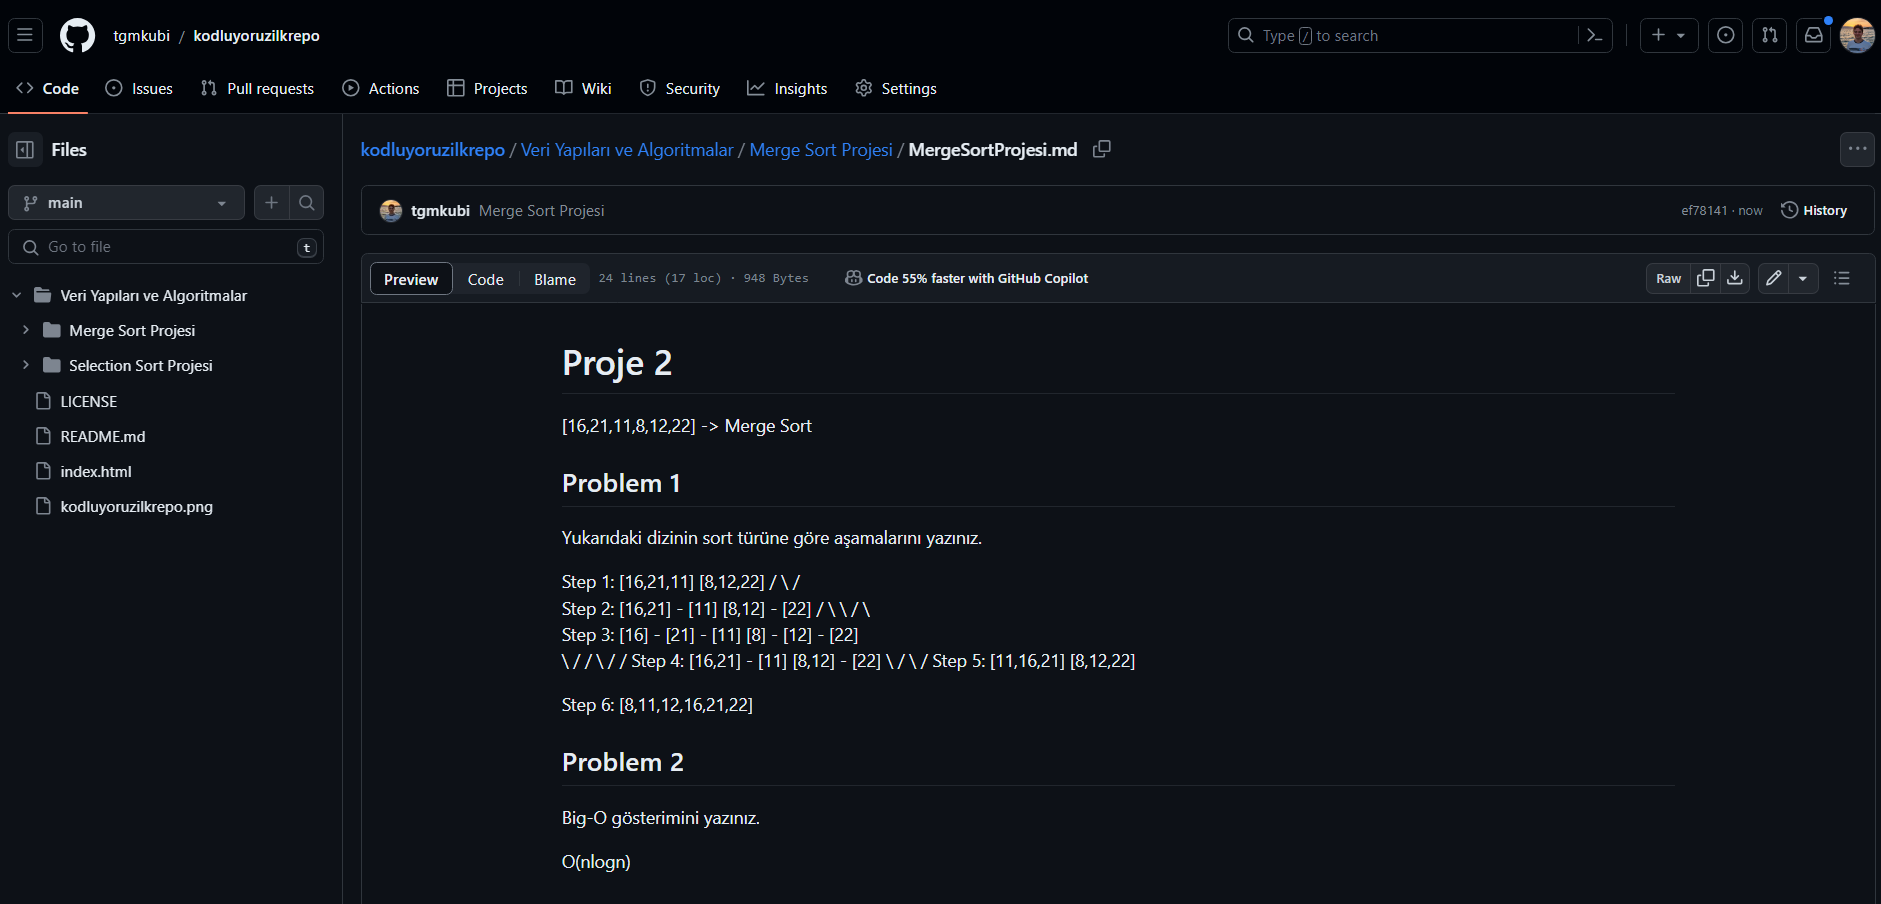 tgmkubi / kodluyoruzilkrepo
Type / to search
Code Issues Pull requests Actions Projects Wiki Security Insights Settings
Files
main
Go to file t
Veri Yapıları ve Algoritmalar
Merge Sort Projesi
Selection Sort Projesi
LICENSE
README.md
index.html
kodluyoruzilkrepo.png
kodluyoruzilkrepo / Veri Yapıları ve Algoritmalar / Merge Sort Projesi / MergeSortProjesi.md
tgmkubi Merge Sort Projesi ef78141 · now History
Preview Code Blame 24 lines (17 loc) · 948 Bytes Code 55% faster with GitHub Copilot Raw
Proje 2
[16,21,11,8,12,22] -> Merge Sort
Problem 1
Yukarıdaki dizinin sort türüne göre aşamalarını yazınız.
Step 1: [16,21,11] [8,12,22] / \ /
Step 2: [16,21] - [11] [8,12] - [22] / \ \ / \
Step 3: [16] - [21] - [11] [8] - [12] - [22]
\ / / \ / / Step 4: [16,21] - [11] [8,12] - [22] \ / \ / Step 5: [11,16,21] [8,12,22]
Step 6: [8,11,12,16,21,22]
Problem 2
Big-O gösterimini yazınız.
O(nlogn)